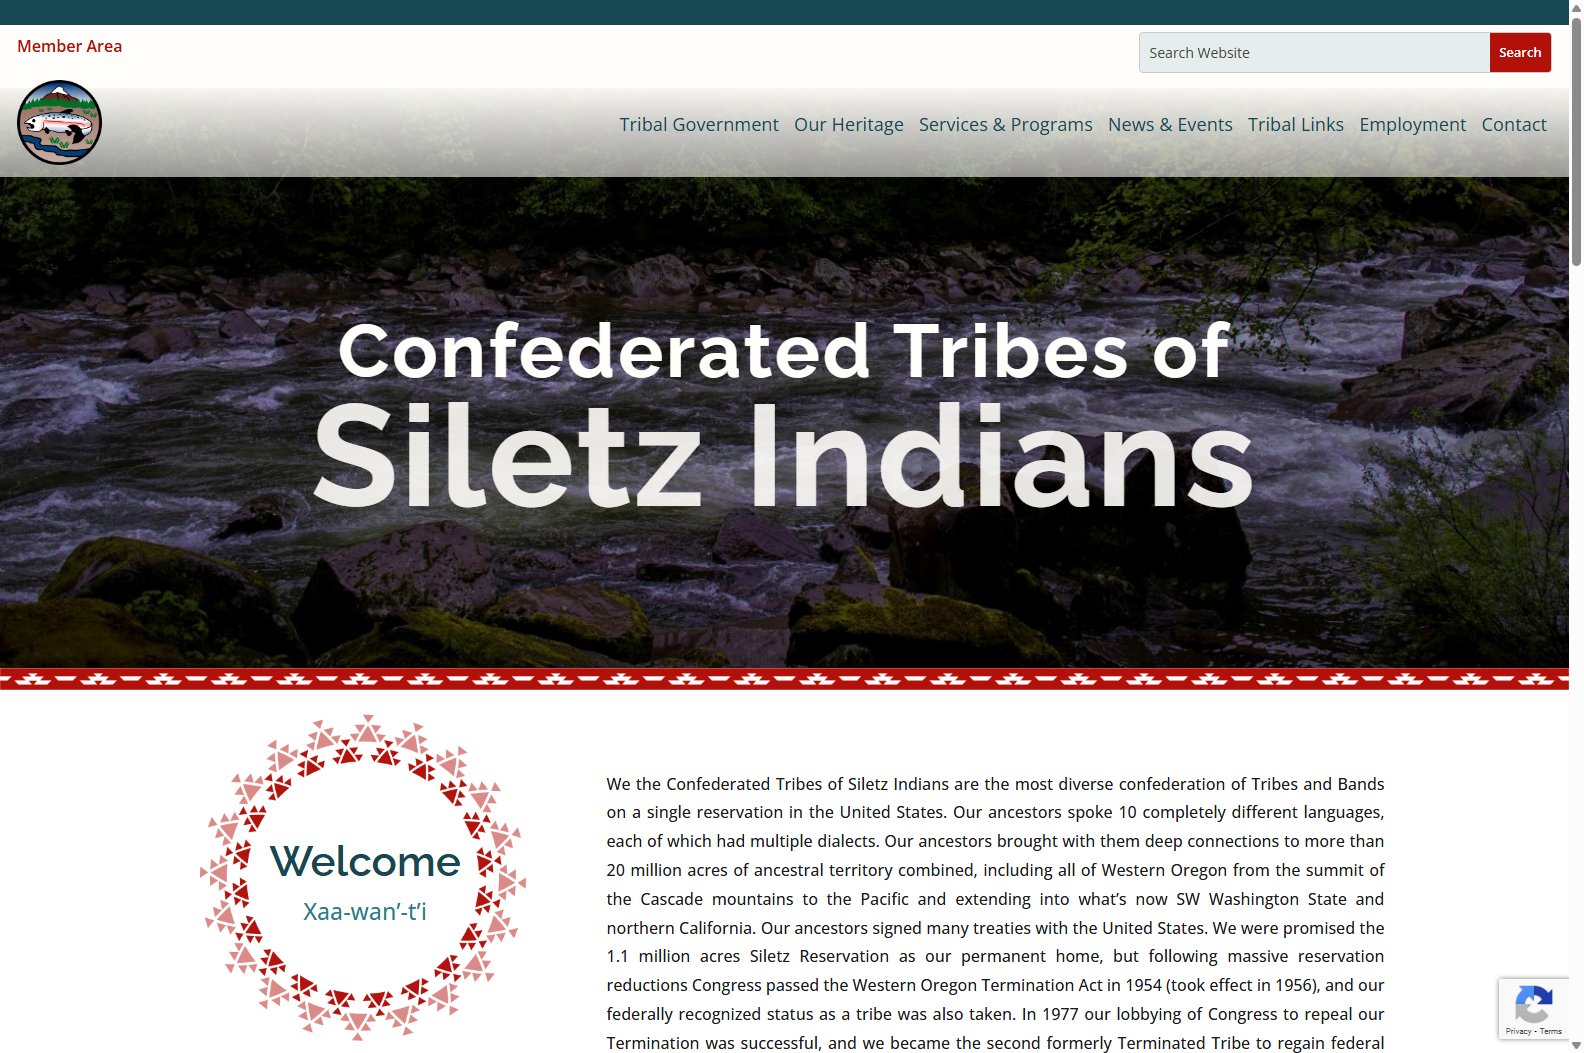 Member Area
Search Website
Search
Tribal Government
Our Heritage
Services & Programs
News & Events
Tribal Links
Employment
Contact
Confederated Tribes of
Siletz Indians
Welcome
Xaa-wan’-t’i
We the Confederated Tribes of Siletz Indians are the most diverse confederation of Tribes and Bands
on a single reservation in the United States. Our ancestors spoke 10 completely different languages,
each of which had multiple dialects. Our ancestors brought with them deep connections to more than
20 million acres of ancestral territory combined, including all of Western Oregon from the summit of
the Cascade mountains to the Pacific and extending into what’s now SW Washington State and
northern California. Our ancestors signed many treaties with the United States. We were promised the
1.1 million acres Siletz Reservation as our permanent home, but following massive reservation
reductions Congress passed the Western Oregon Termination Act in 1954 (took effect in 1956), and our
federally recognized status as a tribe was also taken. In 1977 our lobbying of Congress to repeal our
Termination was successful, and we became the second formerly Terminated Tribe to regain federal
Privacy - Terms